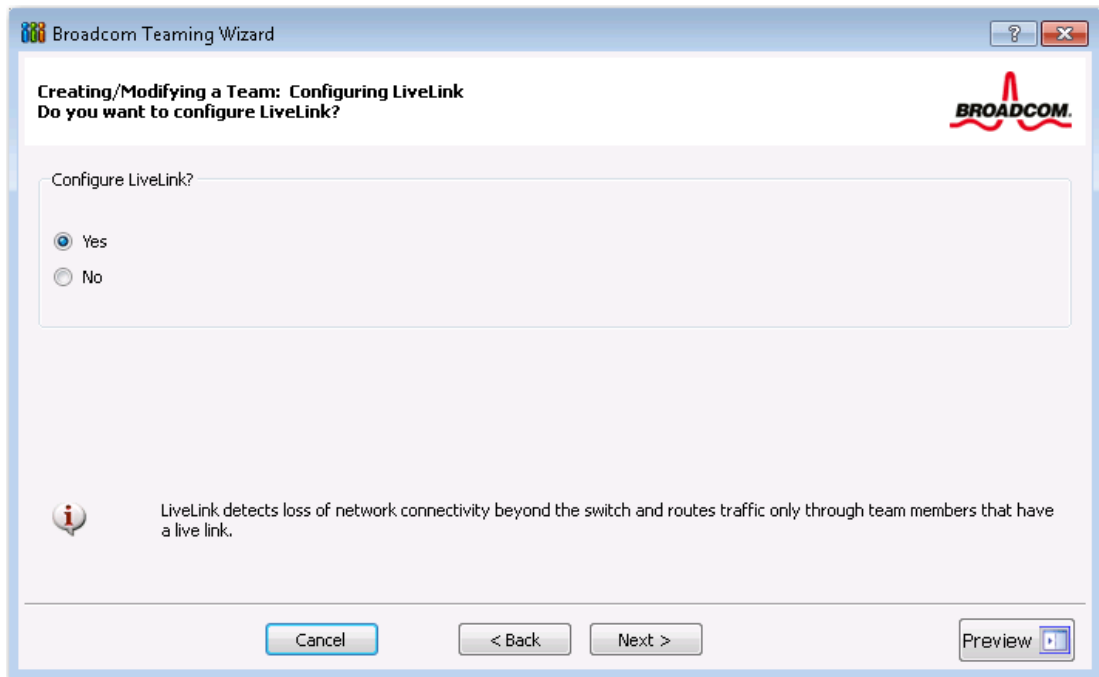 Broadcom Teaming Wizard
?
Creating/Modifying a Team: Configuring LiveLink
Do you want to configure LiveLink?
BROADCOM.
Configure LiveLink?
Yes
No
LiveLink detects loss of network connectivity beyond the switch and routes traffic only through team members that have
a live link.
Cancel
< Back
Next >
Preview